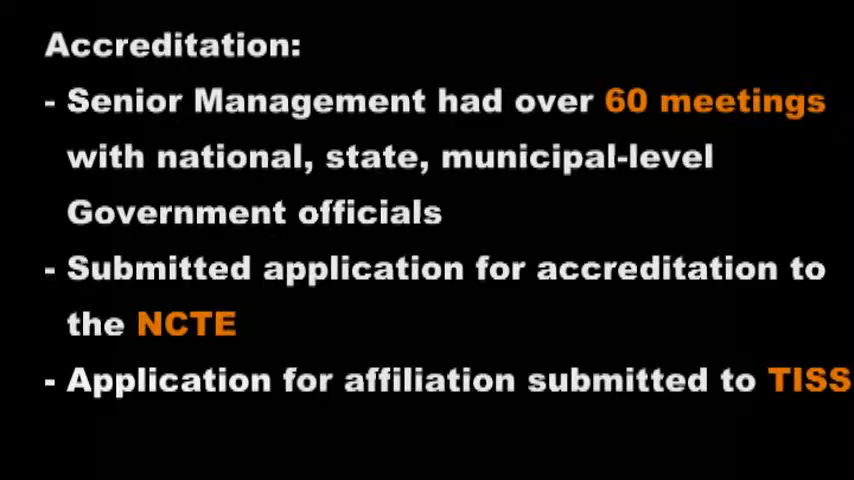 Accreditation:
- Senior Management had over 60 meetings
with national, state, municipal-level
Government officials
- Submitted application for accreditation to
the NCTE
- Application for affiliation submitted to TISS